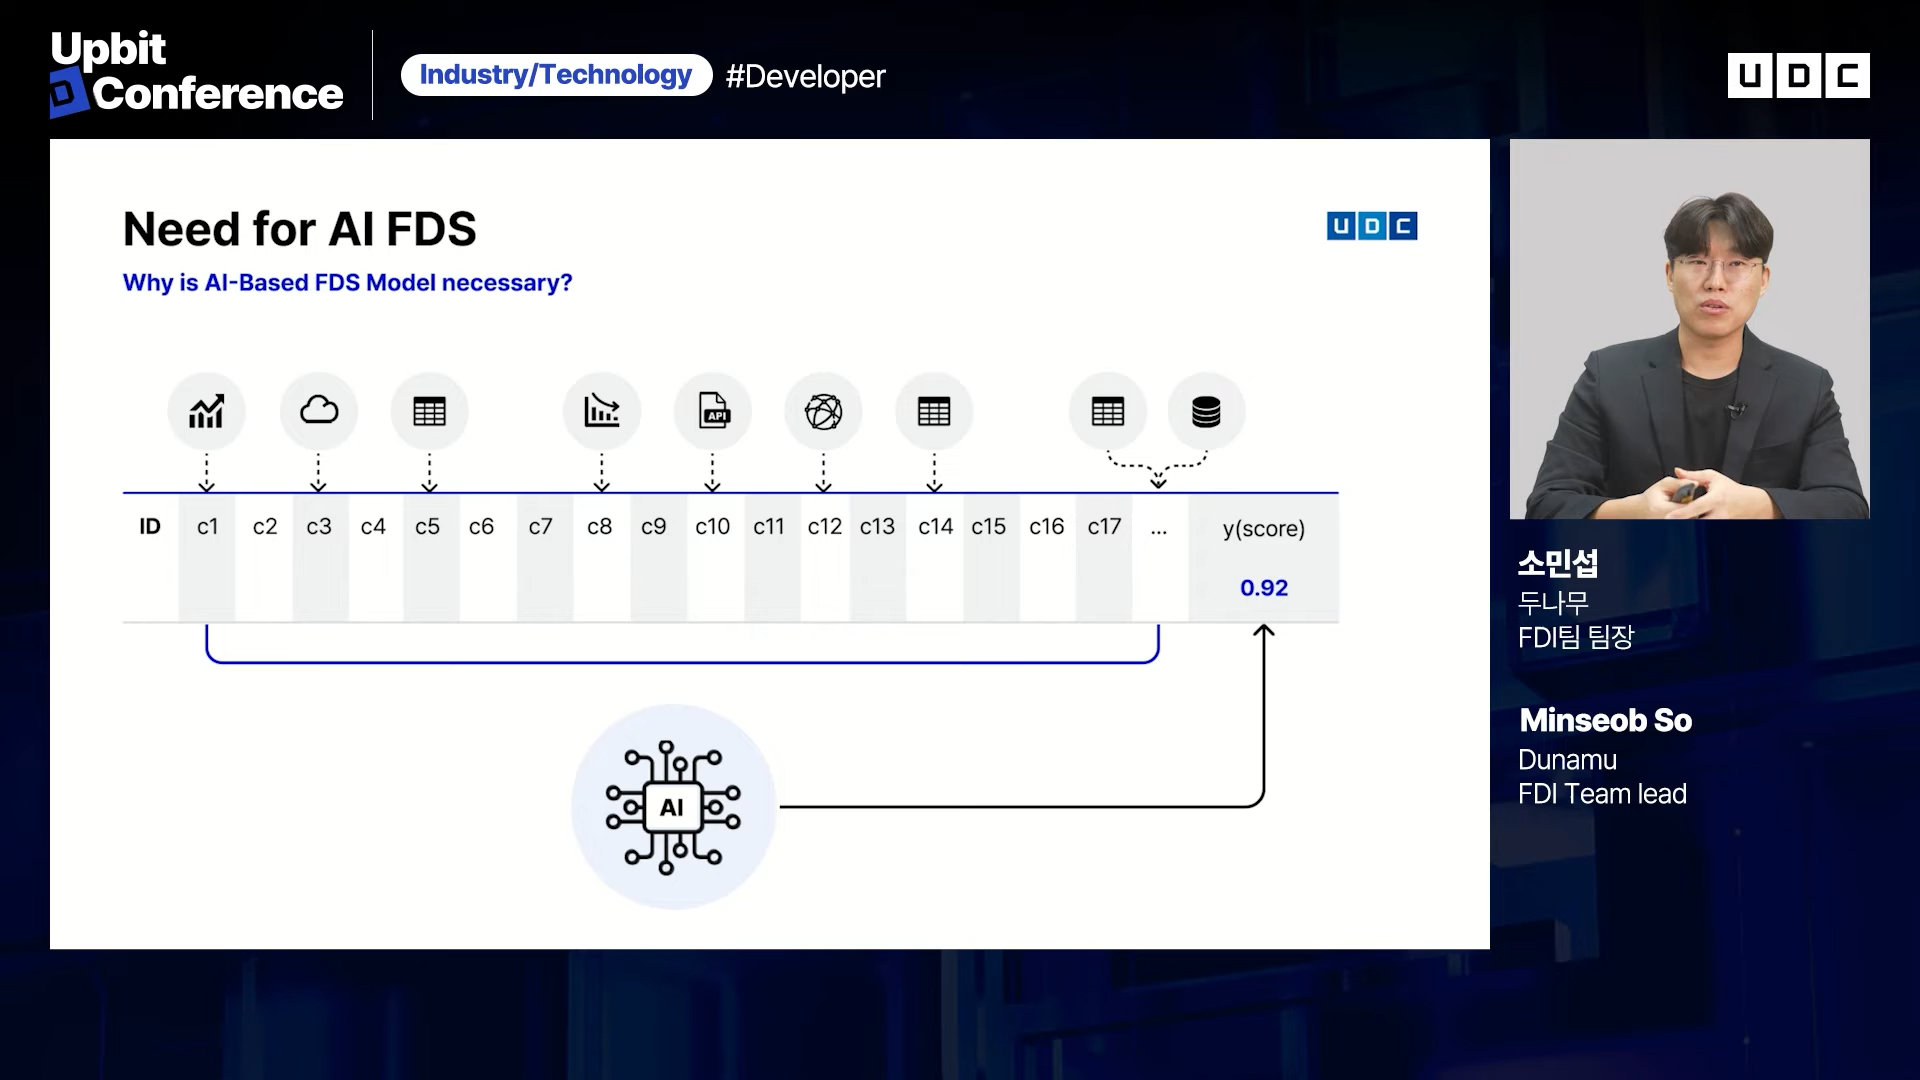 Upbit
D Conference
Industry/Technology #Developer
UDC
Need for AI FDS
UDC
Why is AI-Based FDS Model necessary?
API
ID c1 c2 c3 c4 c5 c6 c7 c8 c9 c10 c11 c12 c13 c14 c15 c16 c17 ... y(score)
0.92
AI
소민섭
두나무
FDI팀 팀장
Minseob So
Dunamu
FDI Team lead